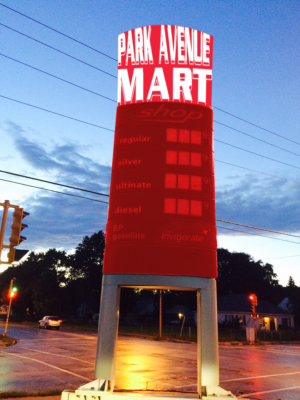 PARK AVENUE
MART
shop
regular
silver
ultimate
diesel